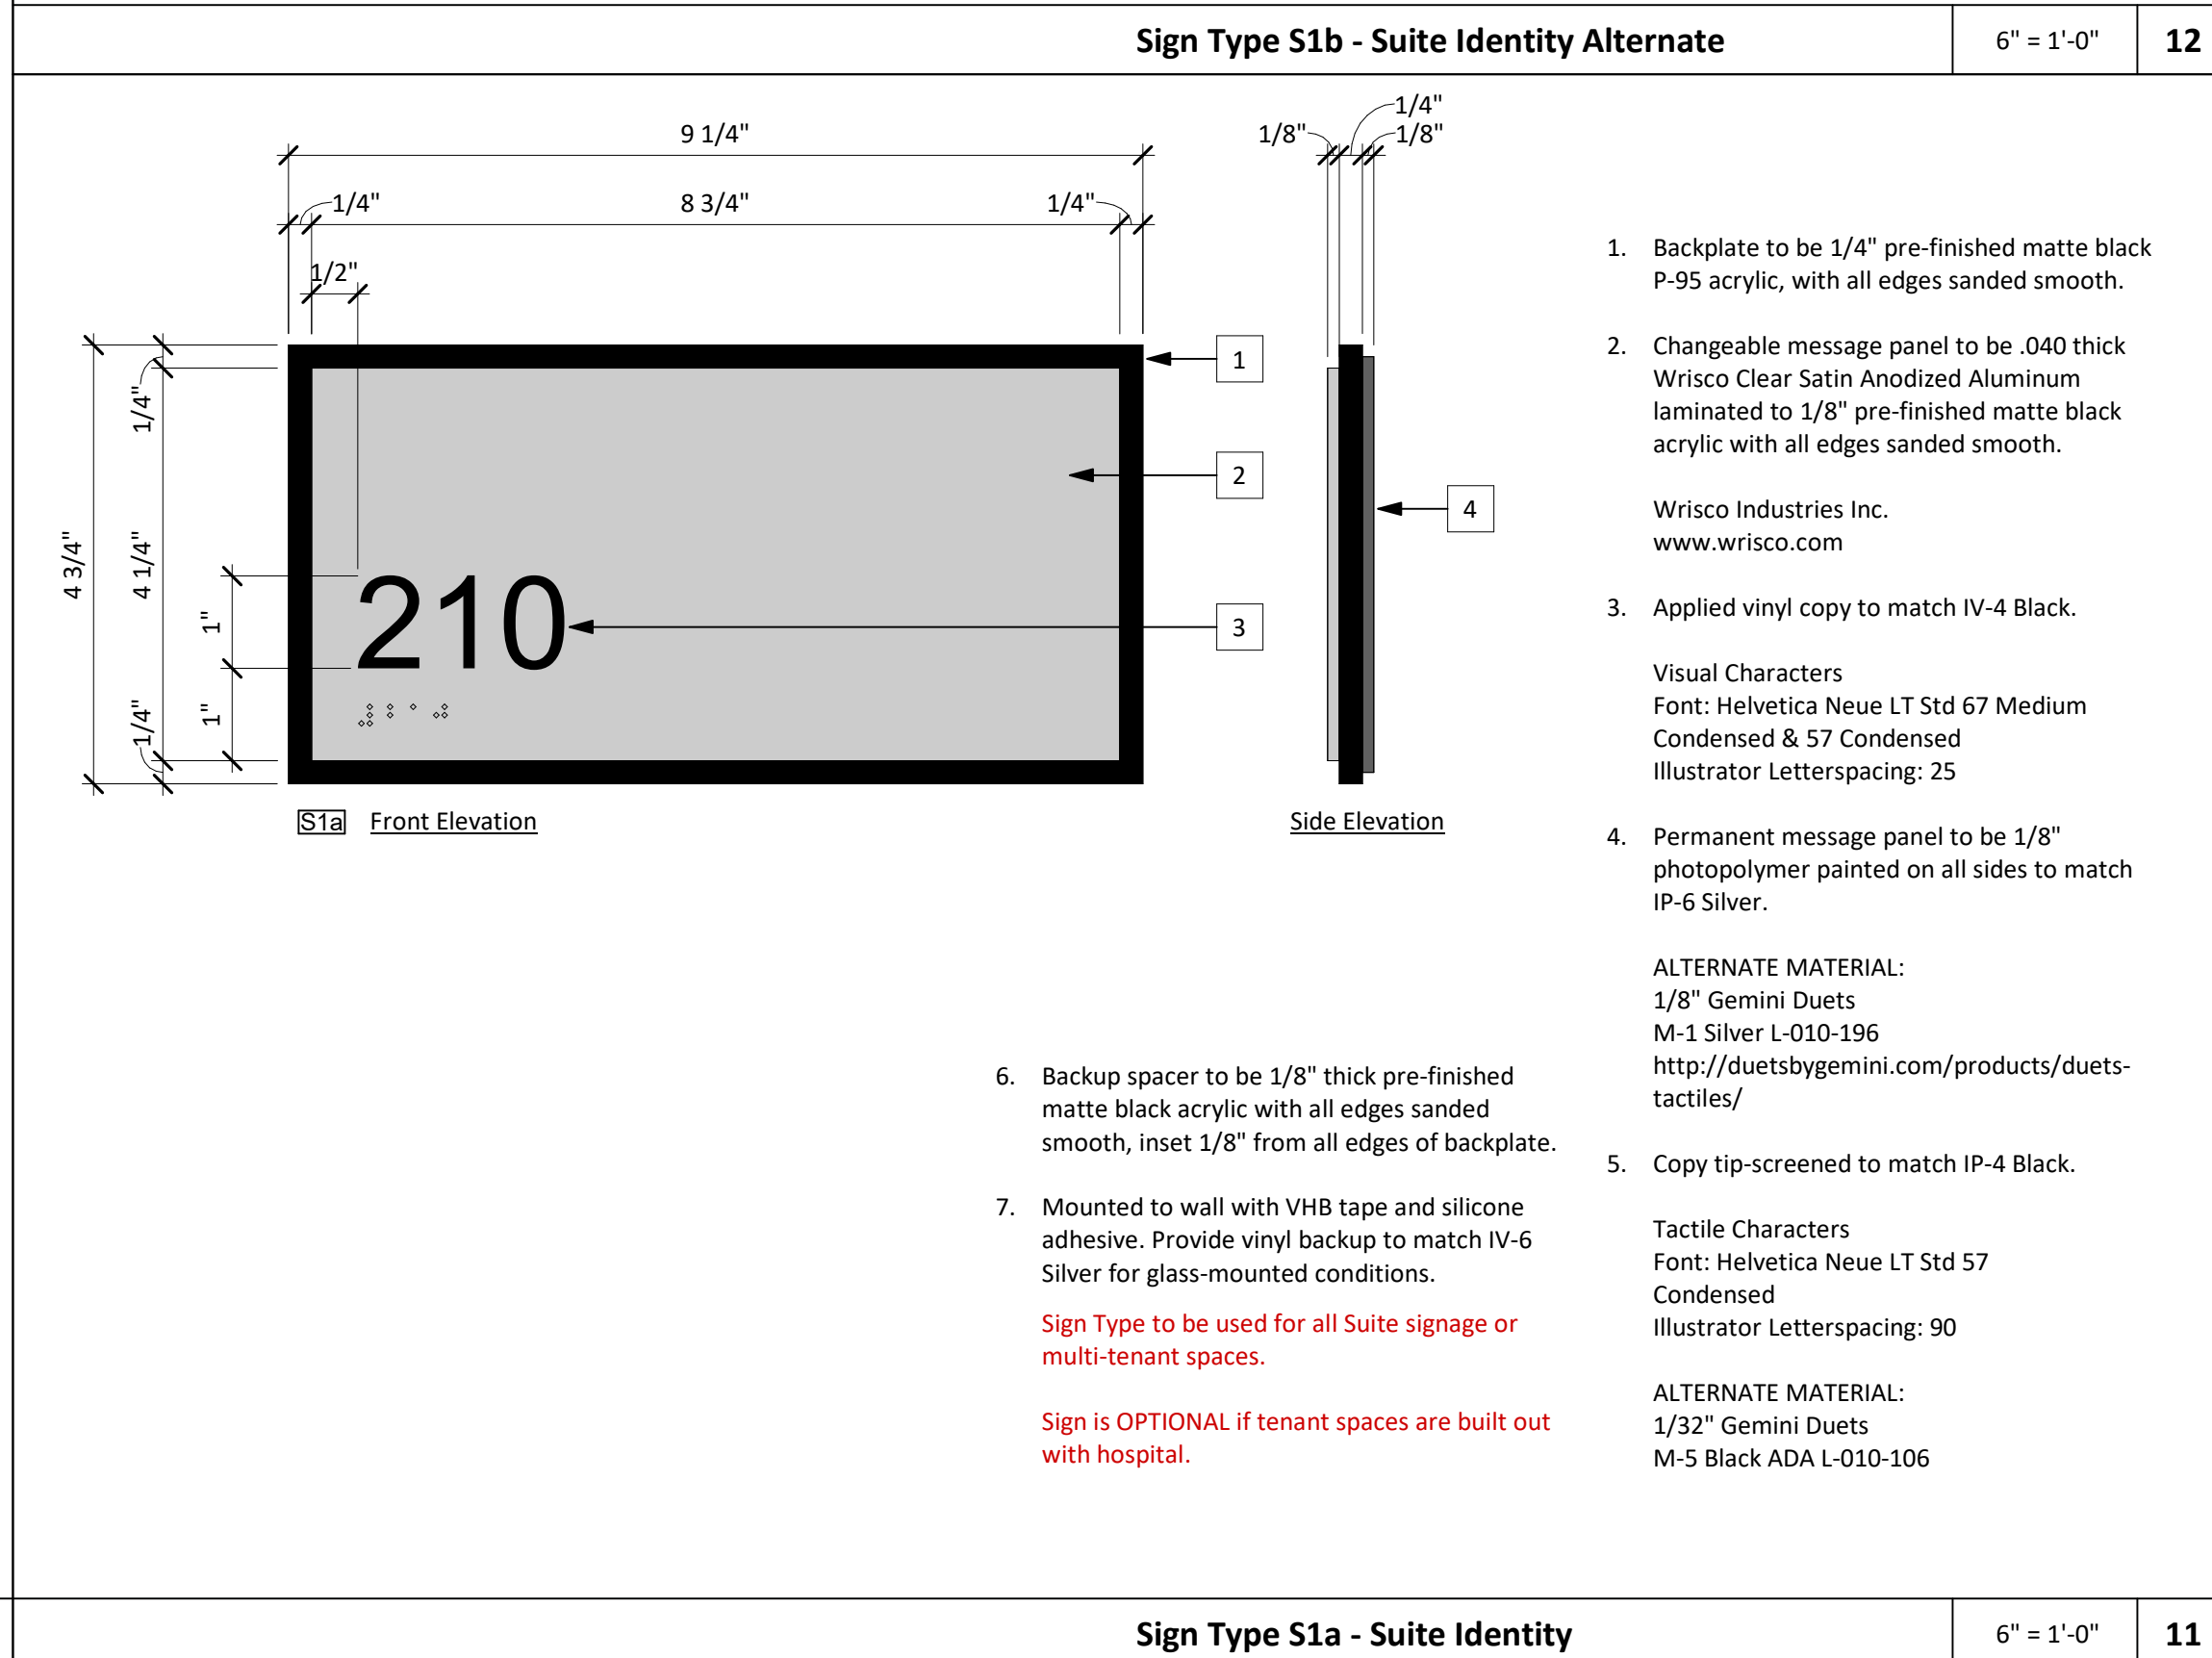 Sign Type S1b - Suite Identity Alternate
6" = 1'-0"
12
9 1/4"
1/4"
8 3/4"
1/4"
1/2"
1/8"
1/4"
1/8"
4 3/4"
1/4"
4 1/4"
1/4"
1"
1"
210
⠼⠃⠁⠚
1
2
3
4
S1a Front Elevation
Side Elevation
1. Backplate to be 1/4" pre-finished matte black
P-95 acrylic, with all edges sanded smooth.
2. Changeable message panel to be .040 thick
Wrisco Clear Satin Anodized Aluminum
laminated to 1/8" pre-finished matte black
acrylic with all edges sanded smooth.
Wrisco Industries Inc.
www.wrisco.com
3. Applied vinyl copy to match IV-4 Black.
Visual Characters
Font: Helvetica Neue LT Std 67 Medium
Condensed & 57 Condensed
Illustrator Letterspacing: 25
4. Permanent message panel to be 1/8"
photopolymer painted on all sides to match
IP-6 Silver.
ALTERNATE MATERIAL:
1/8" Gemini Duets
M-1 Silver L-010-196
http://duetsbygemini.com/products/duets-
tactiles/
5. Copy tip-screened to match IP-4 Black.
Tactile Characters
Font: Helvetica Neue LT Std 57
Condensed
Illustrator Letterspacing: 90
ALTERNATE MATERIAL:
1/32" Gemini Duets
M-5 Black ADA L-010-106
6. Backup spacer to be 1/8" thick pre-finished
matte black acrylic with all edges sanded
smooth, inset 1/8" from all edges of backplate.
7. Mounted to wall with VHB tape and silicone
adhesive. Provide vinyl backup to match IV-6
Silver for glass-mounted conditions.
Sign Type to be used for all Suite signage or
multi-tenant spaces.
Sign is OPTIONAL if tenant spaces are built out
with hospital.
Sign Type S1a - Suite Identity
6" = 1'-0"
11